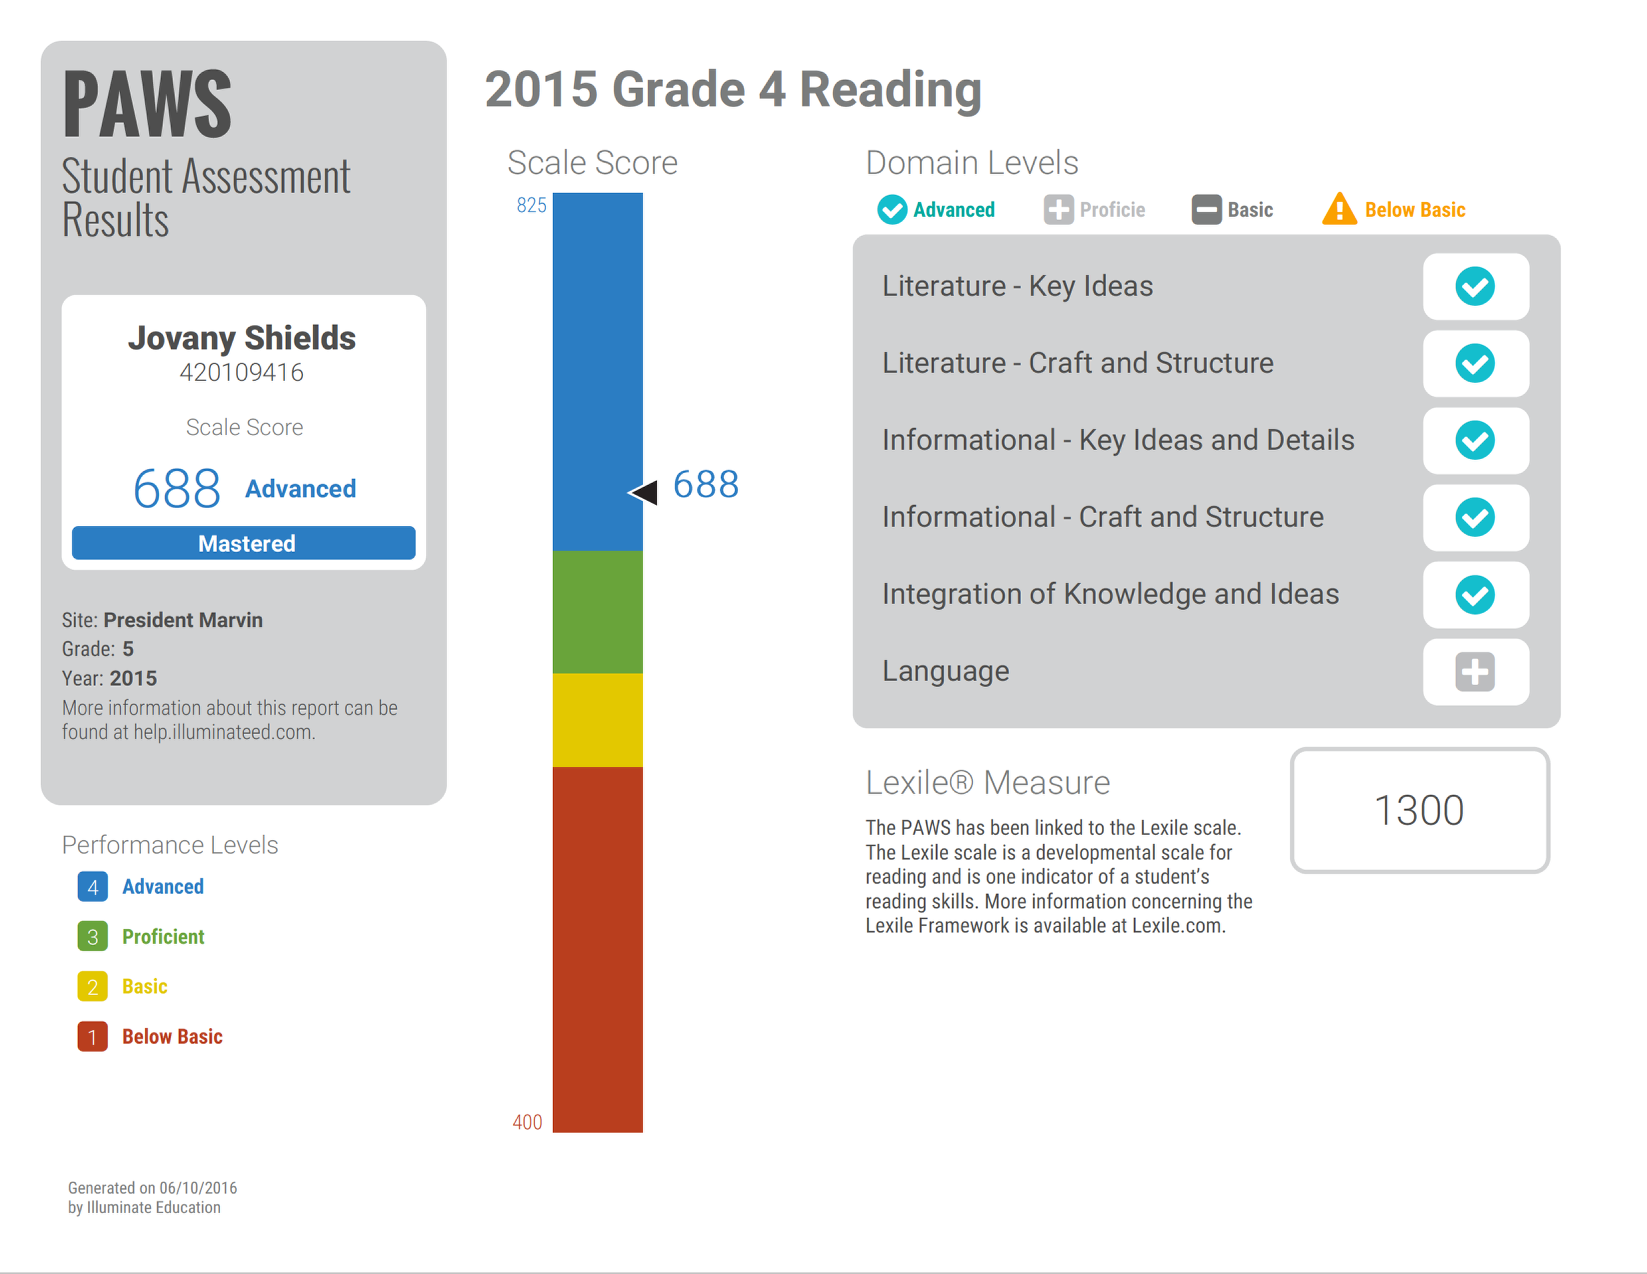 PAWS
Student Assessment
Results
Jovany Shields
420109416
Scale Score
688 Advanced
Mastered
Site: President Marvin
Grade: 5
Year: 2015
More information about this report can be
found at help.illuminateed.com.
Performance Levels
4 Advanced
3 Proficient
2 Basic
1 Below Basic
Generated on 06/10/2016
by Illuminate Education
2015 Grade 4 Reading
Scale Score
825
688
400
Domain Levels
Advanced Proficie Basic Below Basic
Literature - Key Ideas
Literature - Craft and Structure
Informational - Key Ideas and Details
Informational - Craft and Structure
Integration of Knowledge and Ideas
Language
Lexile® Measure
The PAWS has been linked to the Lexile scale.
The Lexile scale is a developmental scale for
reading and is one indicator of a student’s
reading skills. More information concerning the
Lexile Framework is available at Lexile.com.
1300